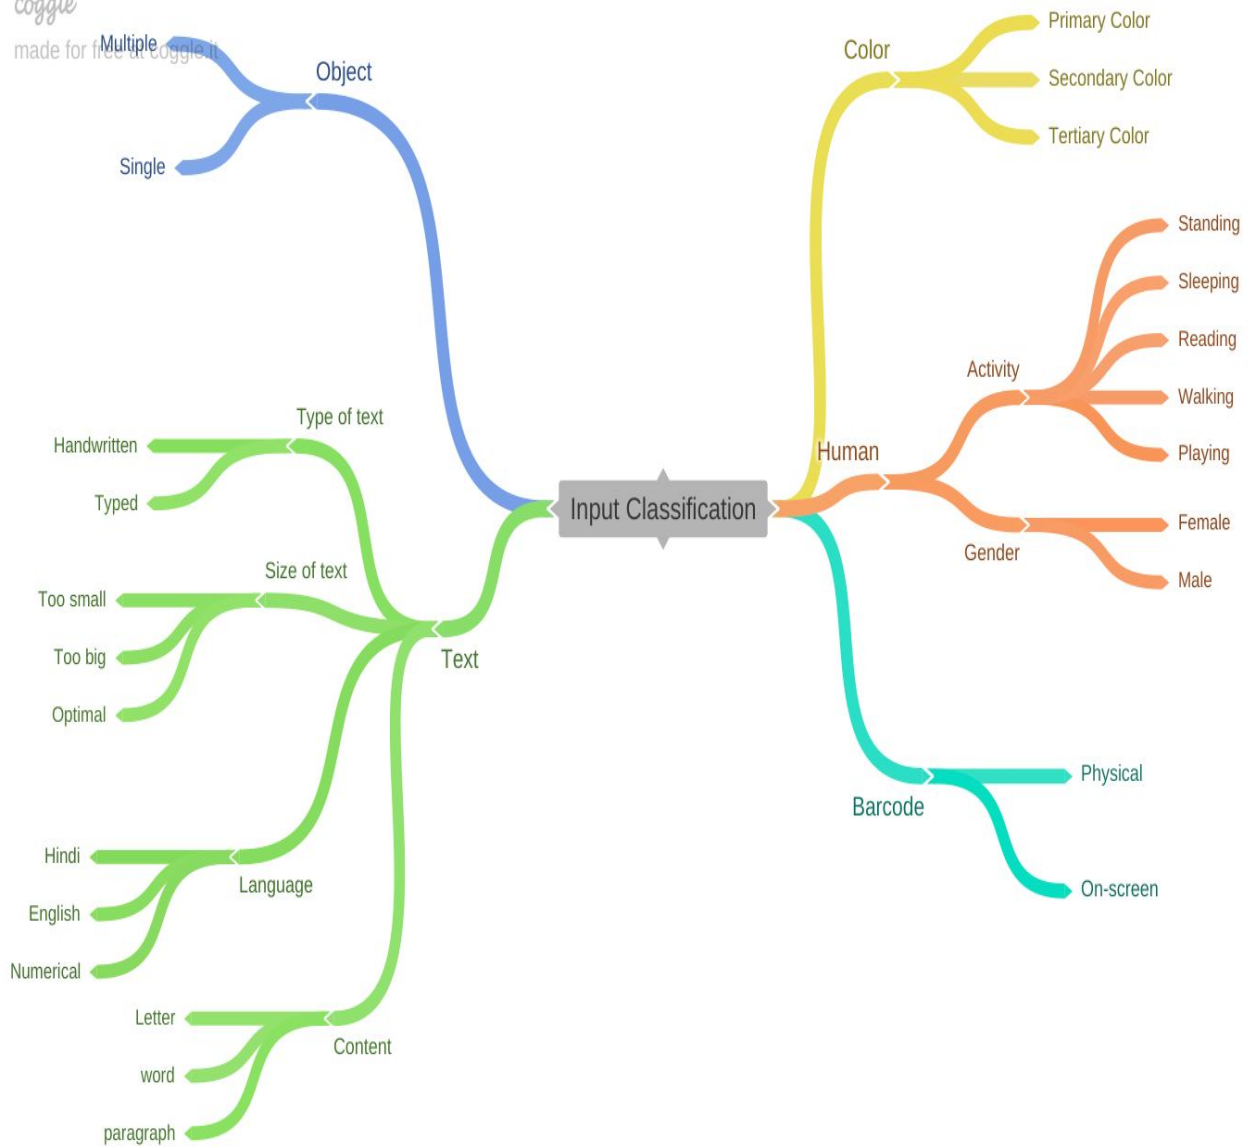 coggle
made for free at coggle.it
Multiple
Object
Single
Type of text
Handwritten
Typed
Size of text
Too small
Too big
Optimal
Text
Hindi
Language
English
Numerical
Letter
Content
word
paragraph
Input Classification
Color
Primary Color
Secondary Color
Tertiary Color
Human
Activity
Standing
Sleeping
Reading
Walking
Playing
Gender
Female
Male
Barcode
Physical
On-screen